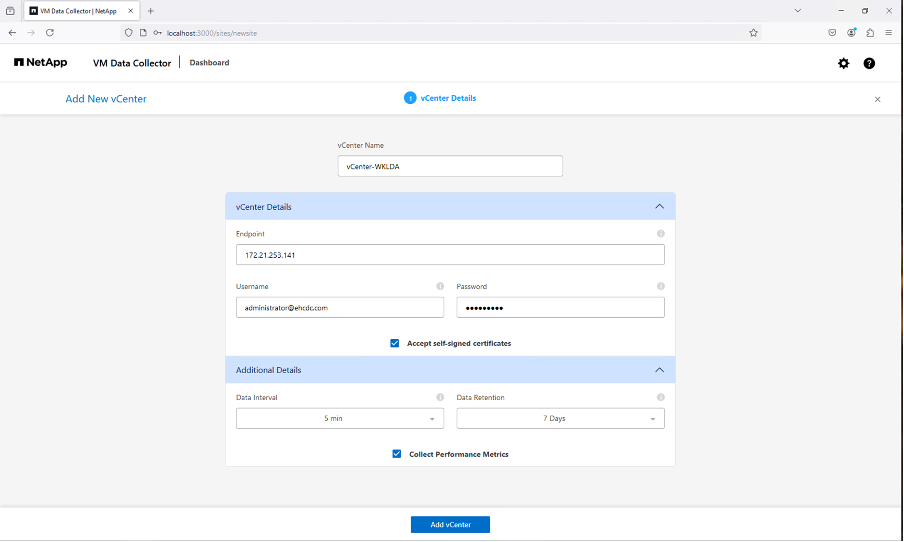 VM Data Collector | NetApp
localhost:3000/sites/newsite
NetApp
VM Data Collector
Dashboard
Add New vCenter
1 vCenter Details
vCenter Name
vCenter-WKLDA
vCenter Details
Endpoint
172.21.253.141
Username
Password
administrator@ehcdc.com
•••••••••
Accept self-signed certificates
Additional Details
Data Interval
Data Retention
5 min
7 Days
Collect Performance Metrics
Add vCenter